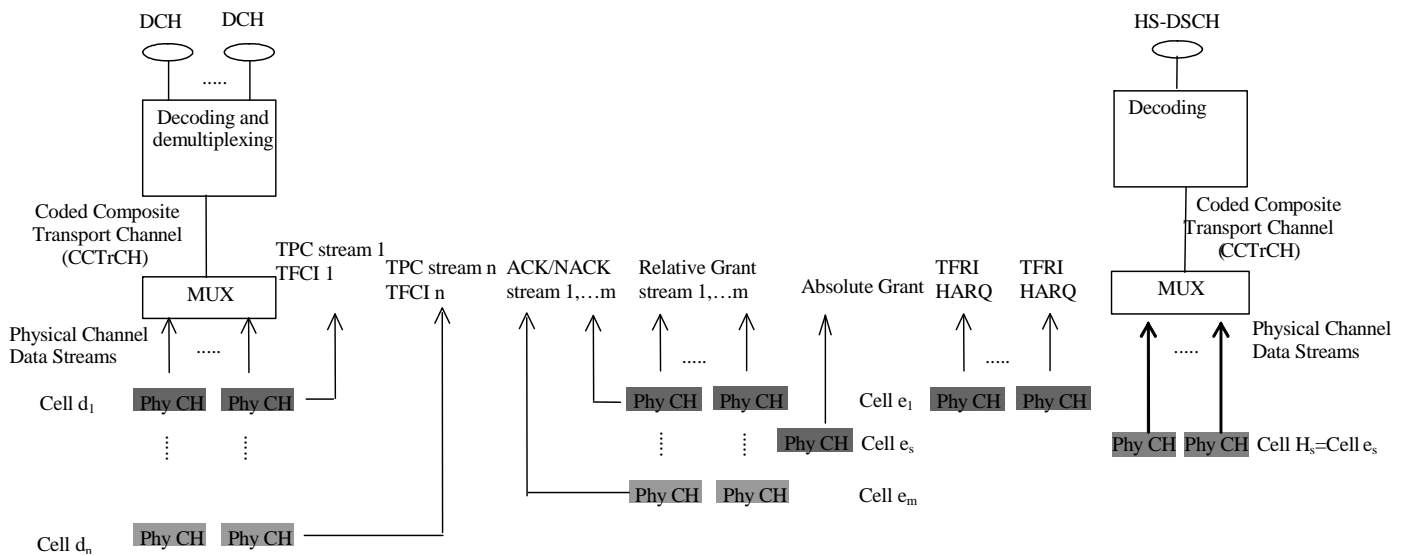 DCH
DCH
HS-DSCH
.....
Decoding and
demultiplexing
Decoding
Coded Composite
Transport Channel
(CCTrCH)
Coded Composite
Transport Channel
(CCTrCH)
TPC stream 1
TFCI 1
TPC stream n
TFCI n
ACK/NACK
stream 1,…m
Relative Grant
stream 1,…m
Absolute Grant
TFRI
HARQ
TFRI
HARQ
MUX
MUX
Physical Channel
Data Streams
.....
.....
.....
.....
Physical Channel
Data Streams
Cell d1
Phy CH
Phy CH
Phy CH
Phy CH
Cell e1
Phy CH
Phy CH
Phy CH
Cell es
Phy CH
Phy CH
Cell Hs=Cell es
Phy CH
Phy CH
Cell em
Cell dn
Phy CH
Phy CH